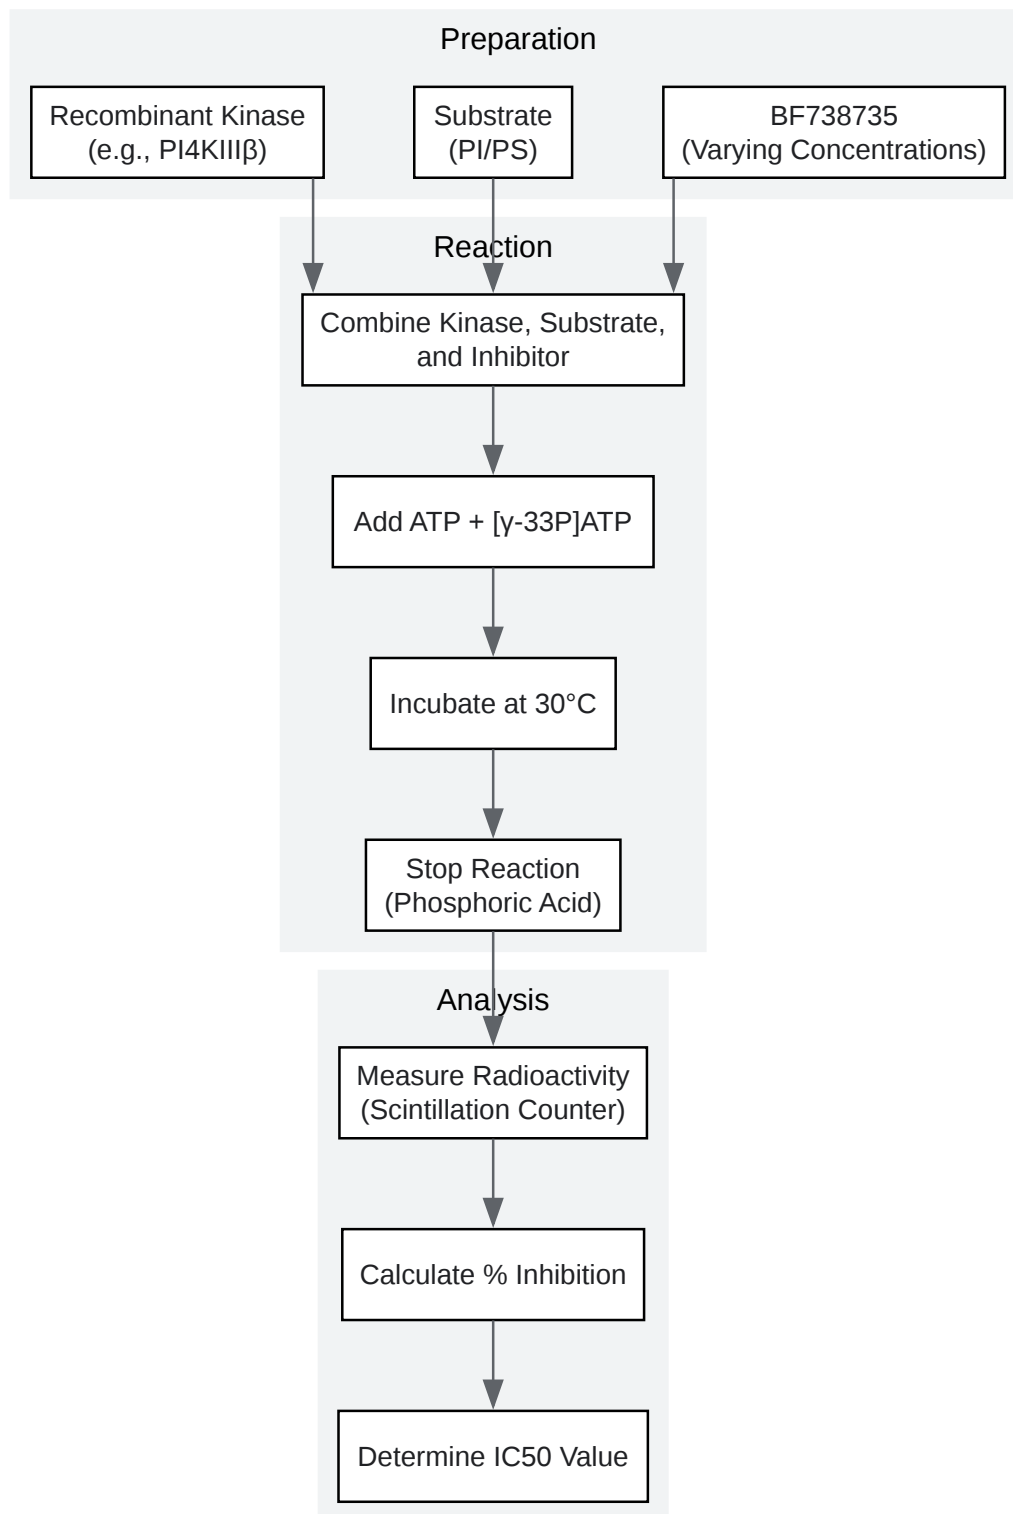 Preparation
Recombinant Kinase
(e.g., PI4KIIIβ)
Substrate
(PI/PS)
BF738735
(Varying Concentrations)
Reaction
Combine Kinase, Substrate,
and Inhibitor
Add ATP + [γ-33P]ATP
Incubate at 30°C
Stop Reaction
(Phosphoric Acid)
Analysis
Measure Radioactivity
(Scintillation Counter)
Calculate % Inhibition
Determine IC50 Value